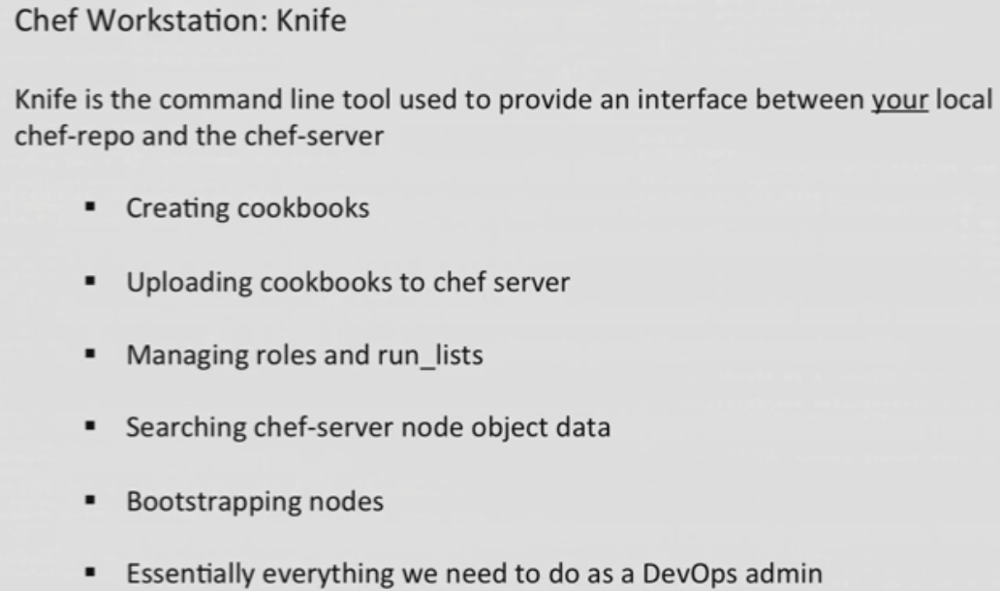 Chef Workstation: Knife
Knife is the command line tool used to provide an interface between your local
chef-repo and the chef-server
▪ Creating cookbooks
▪ Uploading cookbooks to chef server
▪ Managing roles and run_lists
▪ Searching chef-server node object data
▪ Bootstrapping nodes
▪ Essentially everything we need to do as a DevOps admin